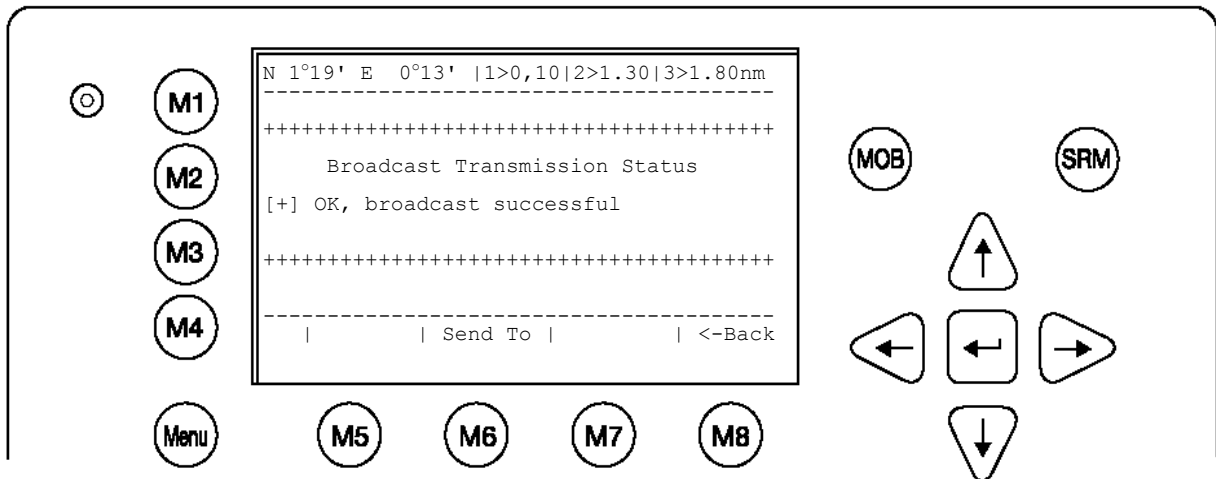 N 1°19' E 0°13' |1>0,10|2>1.30|3>1.80nm
----------------------------------------
++++++++++++++++++++++++++++++++++++++++
Broadcast Transmission Status
[+] OK, broadcast successful
++++++++++++++++++++++++++++++++++++++++
----------------------------------------
| | Send To | | <-Back
M1
M2
M3
M4
Menu
M5
M6
M7
M8
MOB
SRM